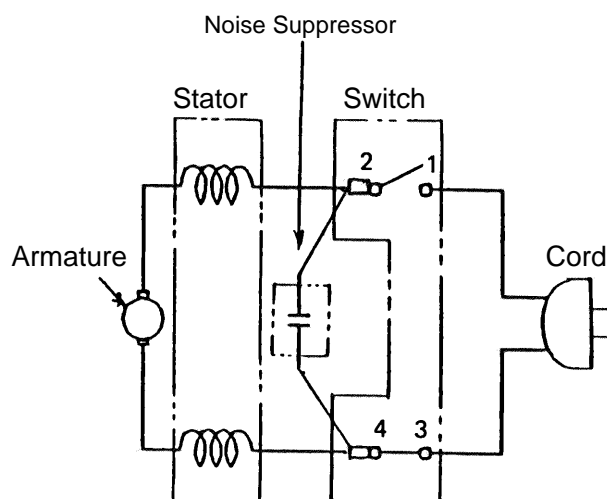 Noise Suppressor
Stator
Switch
2
1
Armature
Cord
4
3